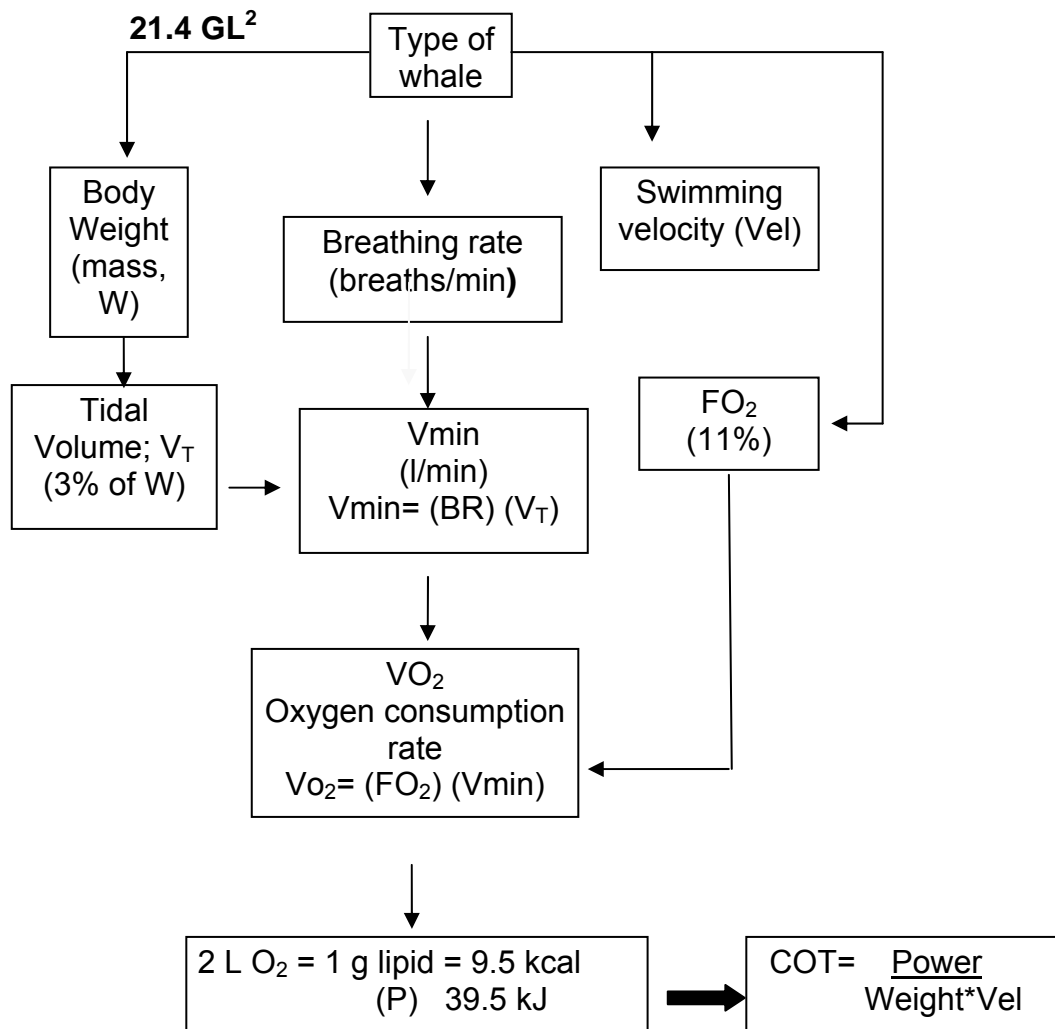 21.4 GL²
Type of
whale
Body
Weight
(mass,
W)
Breathing rate
(breaths/min)
Swimming
velocity (Vel)
Tidal
Volume; V_T
(3% of W)
Vmin
(l/min)
Vmin= (BR) (V_T)
FO₂
(11%)
VO₂
Oxygen consumption
rate
Vo₂= (FO₂) (Vmin)
2 L O₂ = 1 g lipid = 9.5 kcal
(P) 39.5 kJ
COT= Power
Weight*Vel